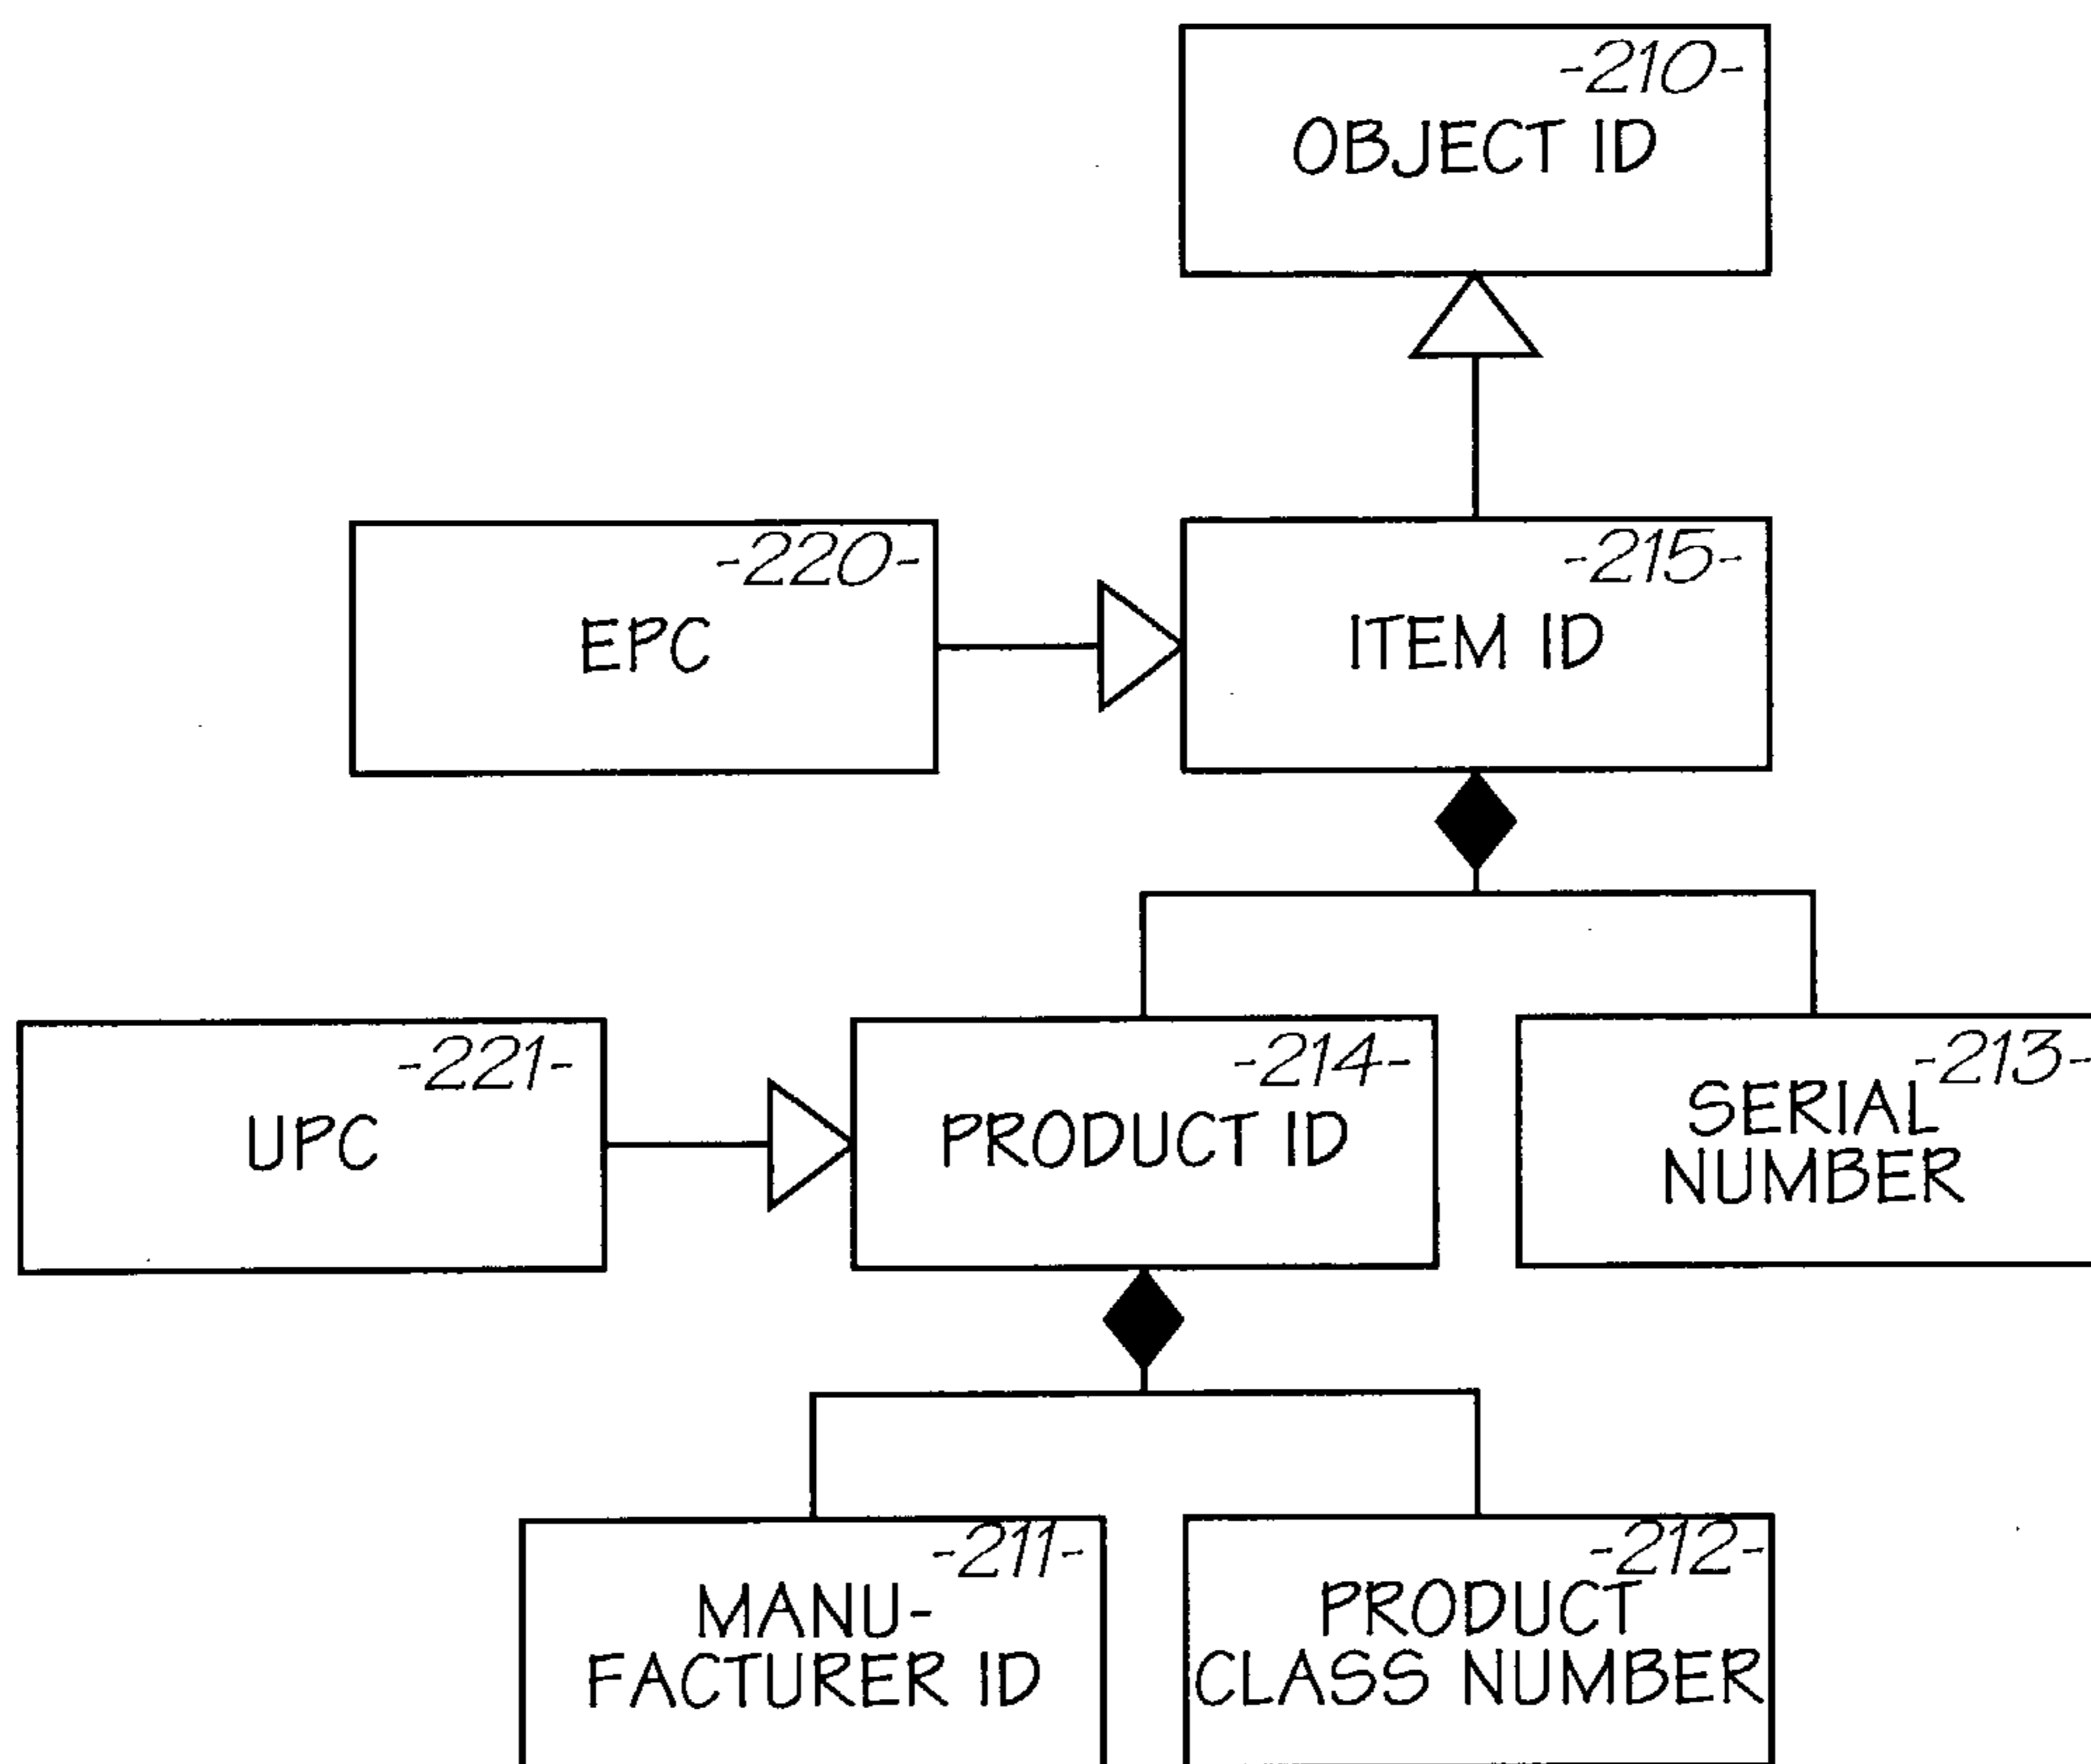 -210-
OBJECT ID
-220-
EPC
-215-
ITEM ID
-221-
UPC
-214-
PRODUCT ID
-213-
SERIAL
NUMBER
-211-
MANU-
FACTURER ID
-212-
PRODUCT
CLASS NUMBER